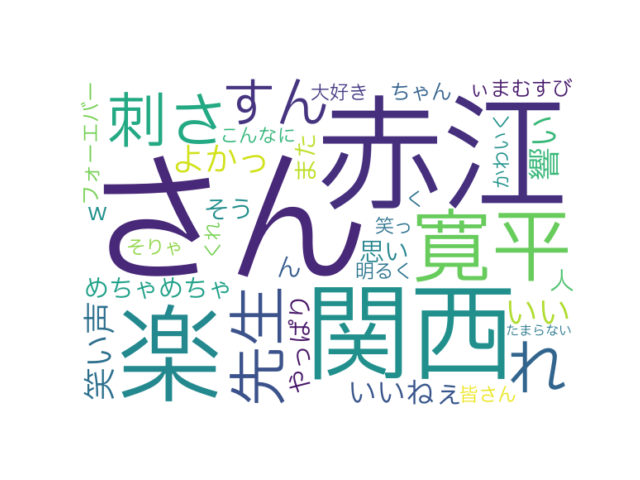 さん
赤江
関西
楽
寛平
刺さ
すん
先生
れ
フォーエバー
大好き
ちゃん
いまむすび
こんなに
よかっ
また
かわいく
響い
w
そう
くれ
く
笑っ
そりゃ
ん
思い
明るく
人
めちゃめちゃ
いい
たまらない
笑い声
やっぱり
いいねぇ
皆さん